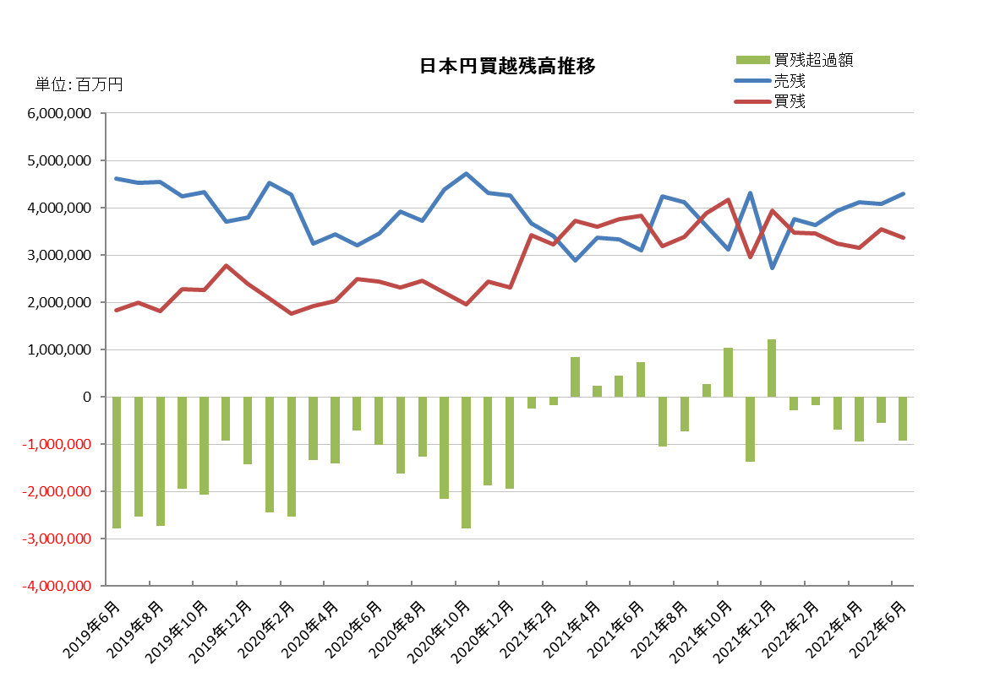 日本円買越残高推移
買残超過額
売残
買残
単位: 百万円
6,000,000
5,000,000
4,000,000
3,000,000
2,000,000
1,000,000
0
-1,000,000
-2,000,000
-3,000,000
-4,000,000
2019年6月
2019年8月
2019年10月
2019年12月
2020年2月
2020年4月
2020年6月
2020年8月
2020年10月
2020年12月
2021年2月
2021年4月
2021年6月
2021年8月
2021年10月
2021年12月
2022年2月
2022年4月
2022年6月